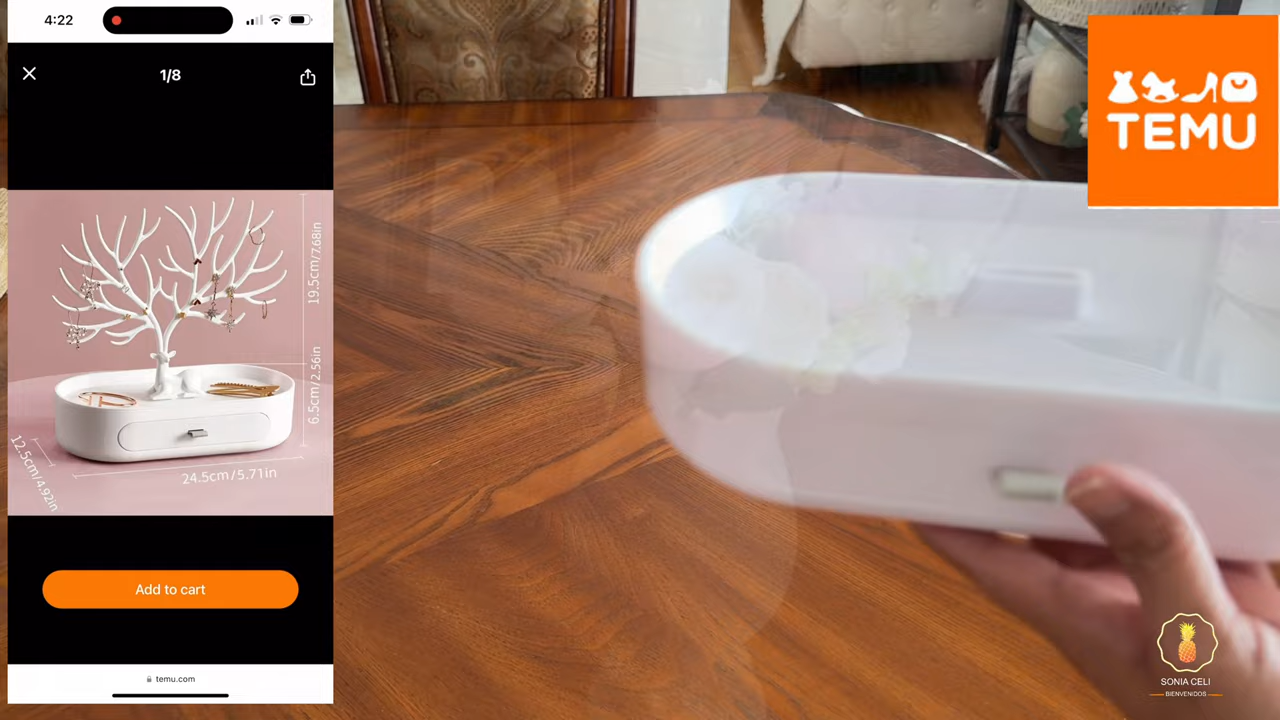 4:22
1/8
19.5cm/7.68in
6.5cm/2.56in
12.5cm/4.92in
24.5cm/5.71in
Add to cart
temu.com
TEMU
SONIA CELI
BIENVENIDOS